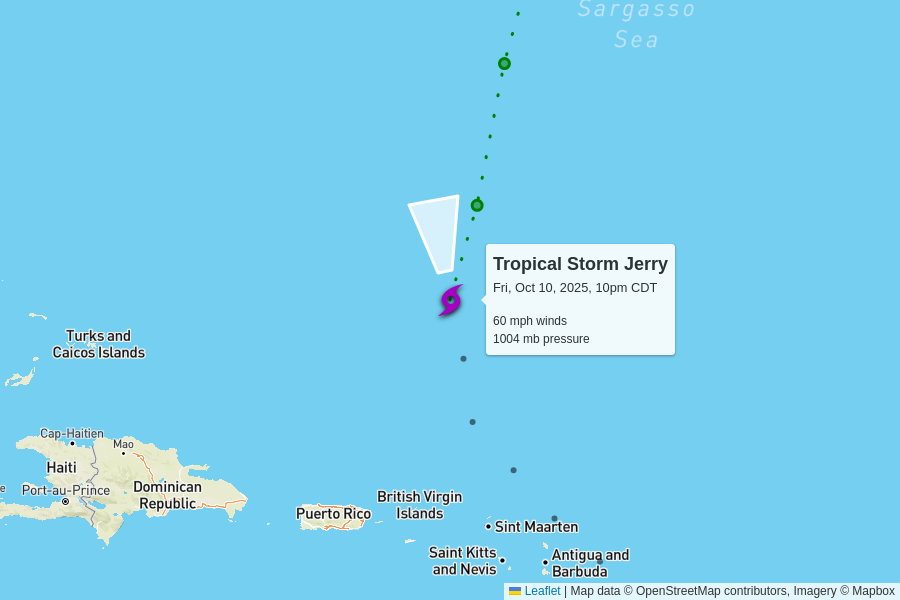 Sargasso
Sea
Tropical Storm Jerry
Fri, Oct 10, 2025, 10pm CDT
60 mph winds
1004 mb pressure
Turks and
Caicos Islands
Cap-Haitien
Mao
Haiti
e
Port-au-Prince
Dominican
Republic
Puerto Rico
British Virgin
Islands
Sint Maarten
Saint Kitts
and Nevis
Antigua and
Barbuda
Leaflet | Map data © OpenStreetMap contributors, Imagery © Mapbox